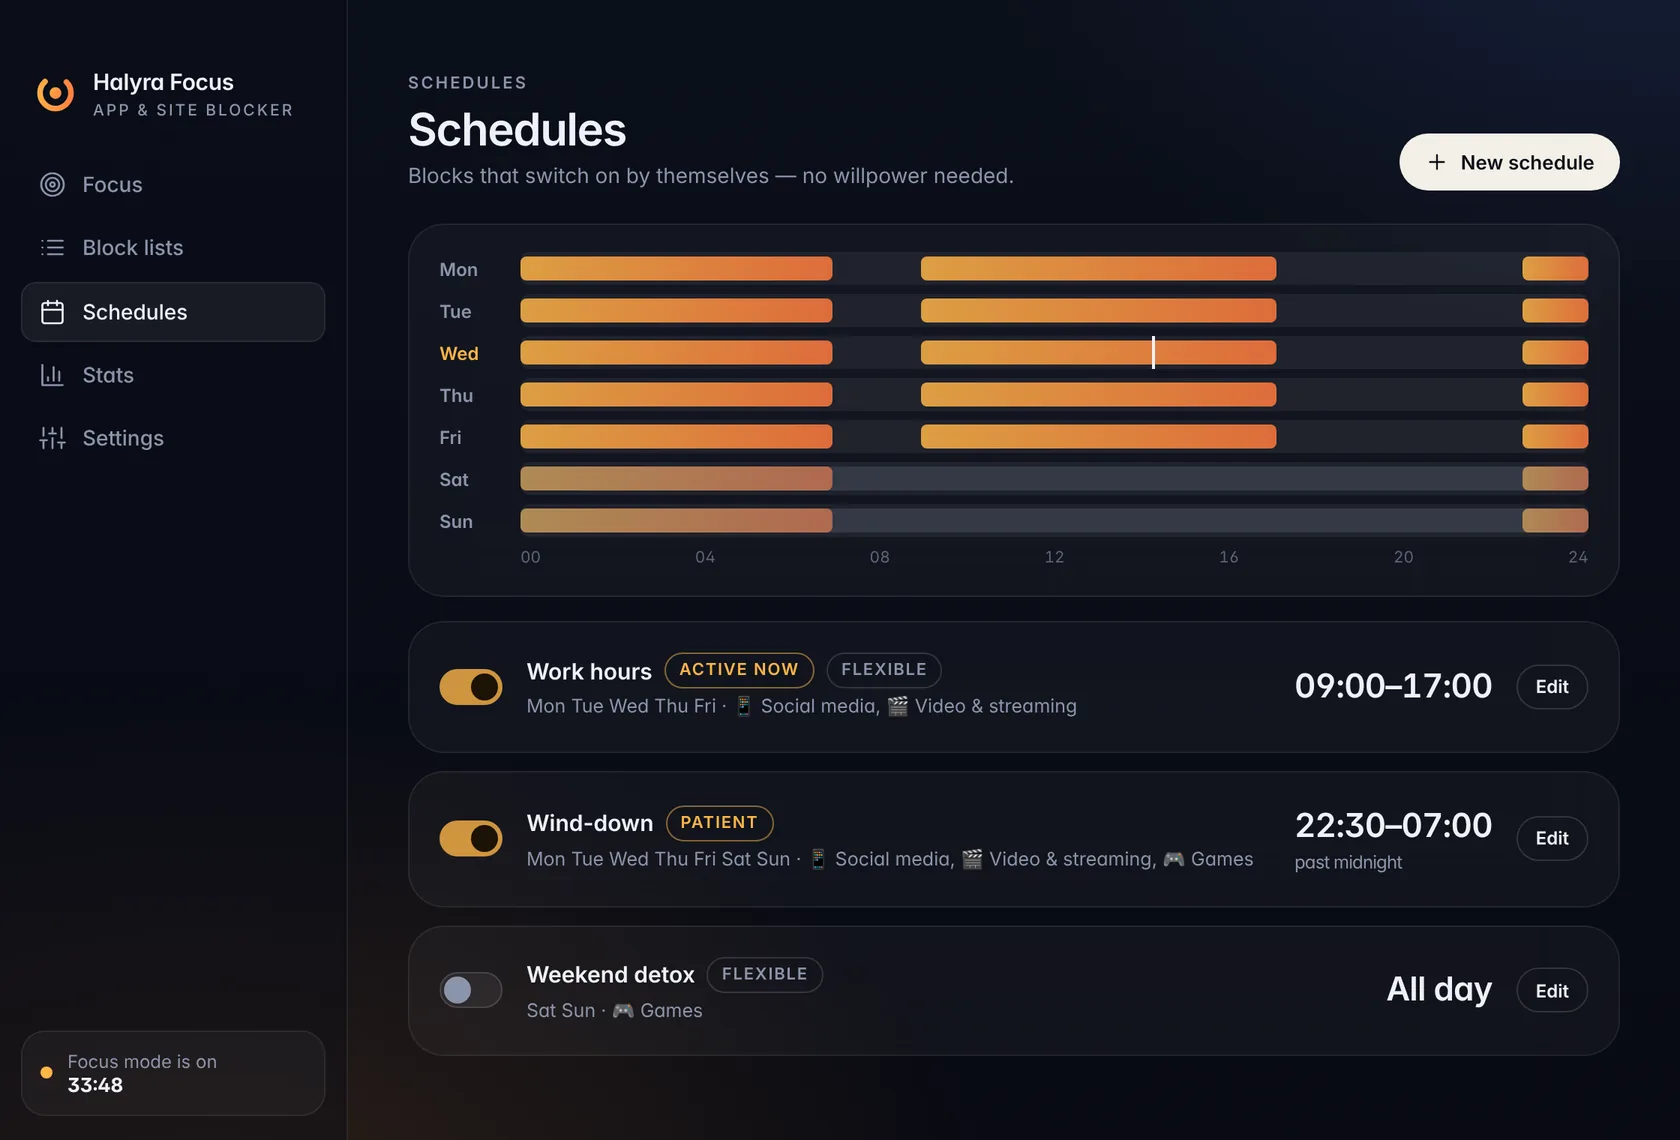 Halyra Focus
APP & SITE BLOCKER
Focus
Block lists
Schedules
Stats
Settings
Focus mode is on
33:48
SCHEDULES
Schedules
Blocks that switch on by themselves — no willpower needed.
+ New schedule
Mon
Tue
Wed
Thu
Fri
Sat
Sun
00 04 08 12 16 20 24
Work hours ACTIVE NOW FLEXIBLE
Mon Tue Wed Thu Fri · 📱 Social media, 🎬 Video & streaming
09:00–17:00
Edit
Wind-down PATIENT
Mon Tue Wed Thu Fri Sat Sun · 📱 Social media, 🎬 Video & streaming, 🎮 Games
22:30–07:00
past midnight
Edit
Weekend detox FLEXIBLE
Sat Sun · 🎮 Games
All day
Edit